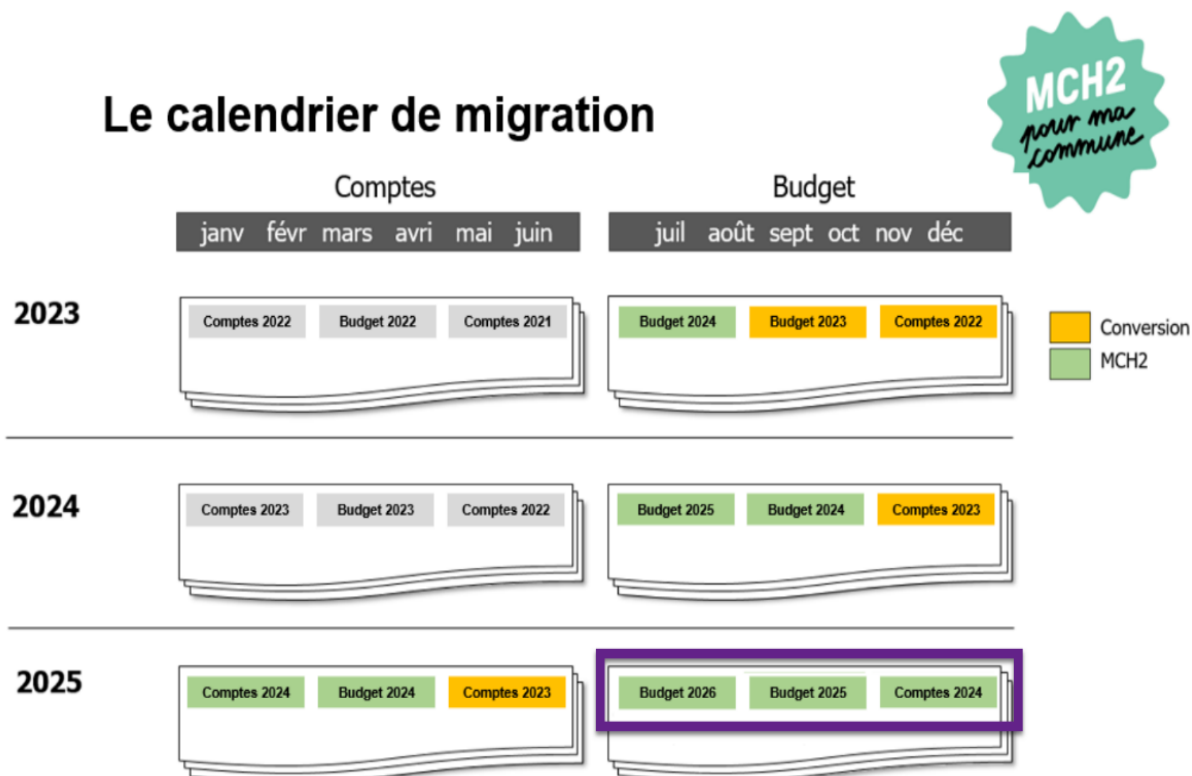 MCH2
pour ma
commune
Le calendrier de migration
Comptes
Budget
janv févr mars avri mai juin
juil août sept oct nov déc
2023
Comptes 2022
Budget 2022
Comptes 2021
Budget 2024
Budget 2023
Comptes 2022
Conversion
MCH2
2024
Comptes 2023
Budget 2023
Comptes 2022
Budget 2025
Budget 2024
Comptes 2023
2025
Comptes 2024
Budget 2024
Comptes 2023
Budget 2026
Budget 2025
Comptes 2024